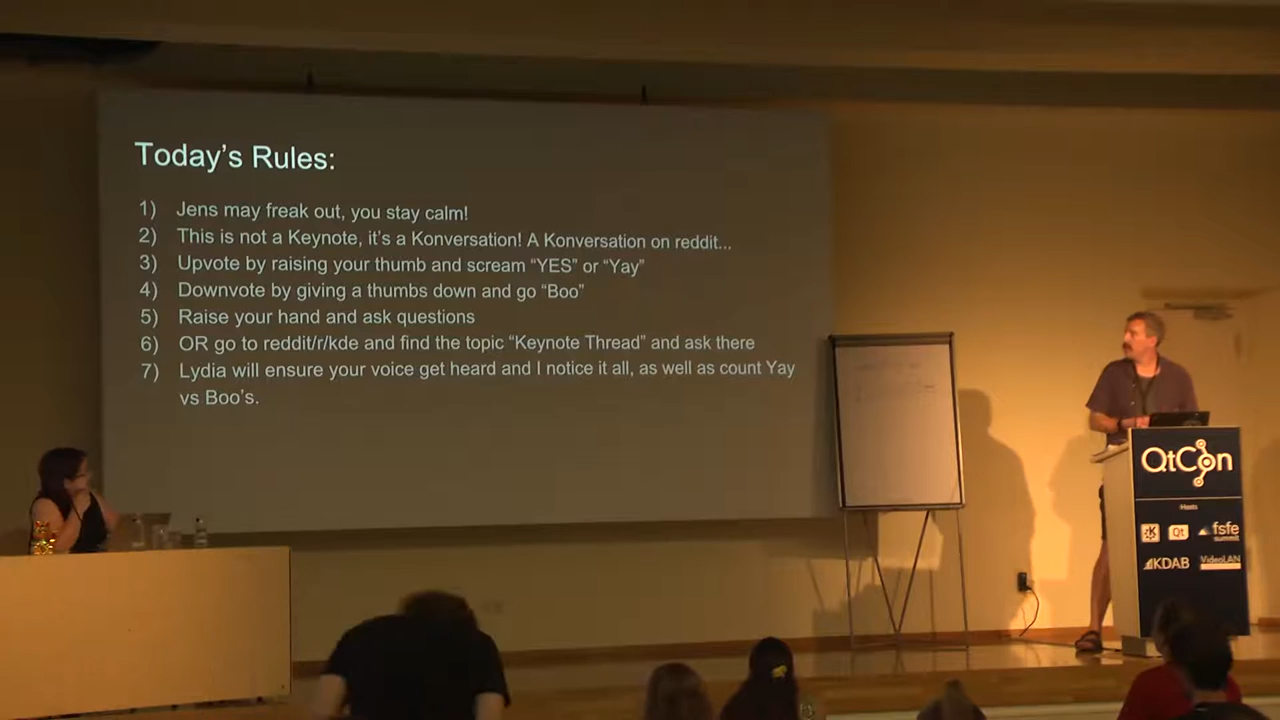 Today's Rules:
1) Jens may freak out, you stay calm!
2) This is not a Keynote, it's a Konversation! A Konversation on reddit...
3) Upvote by raising your thumb and scream “YES” or “Yay”
4) Downvote by giving a thumbs down and go “Boo”
5) Raise your hand and ask questions
6) OR go to reddit/r/kde and find the topic “Keynote Thread” and ask there
7) Lydia will ensure your voice get heard and I notice it all, as well as count Yay
vs Boo's.
QtCon
Hosts
Qt
fsfe
summit
KDAB
VideoLAN